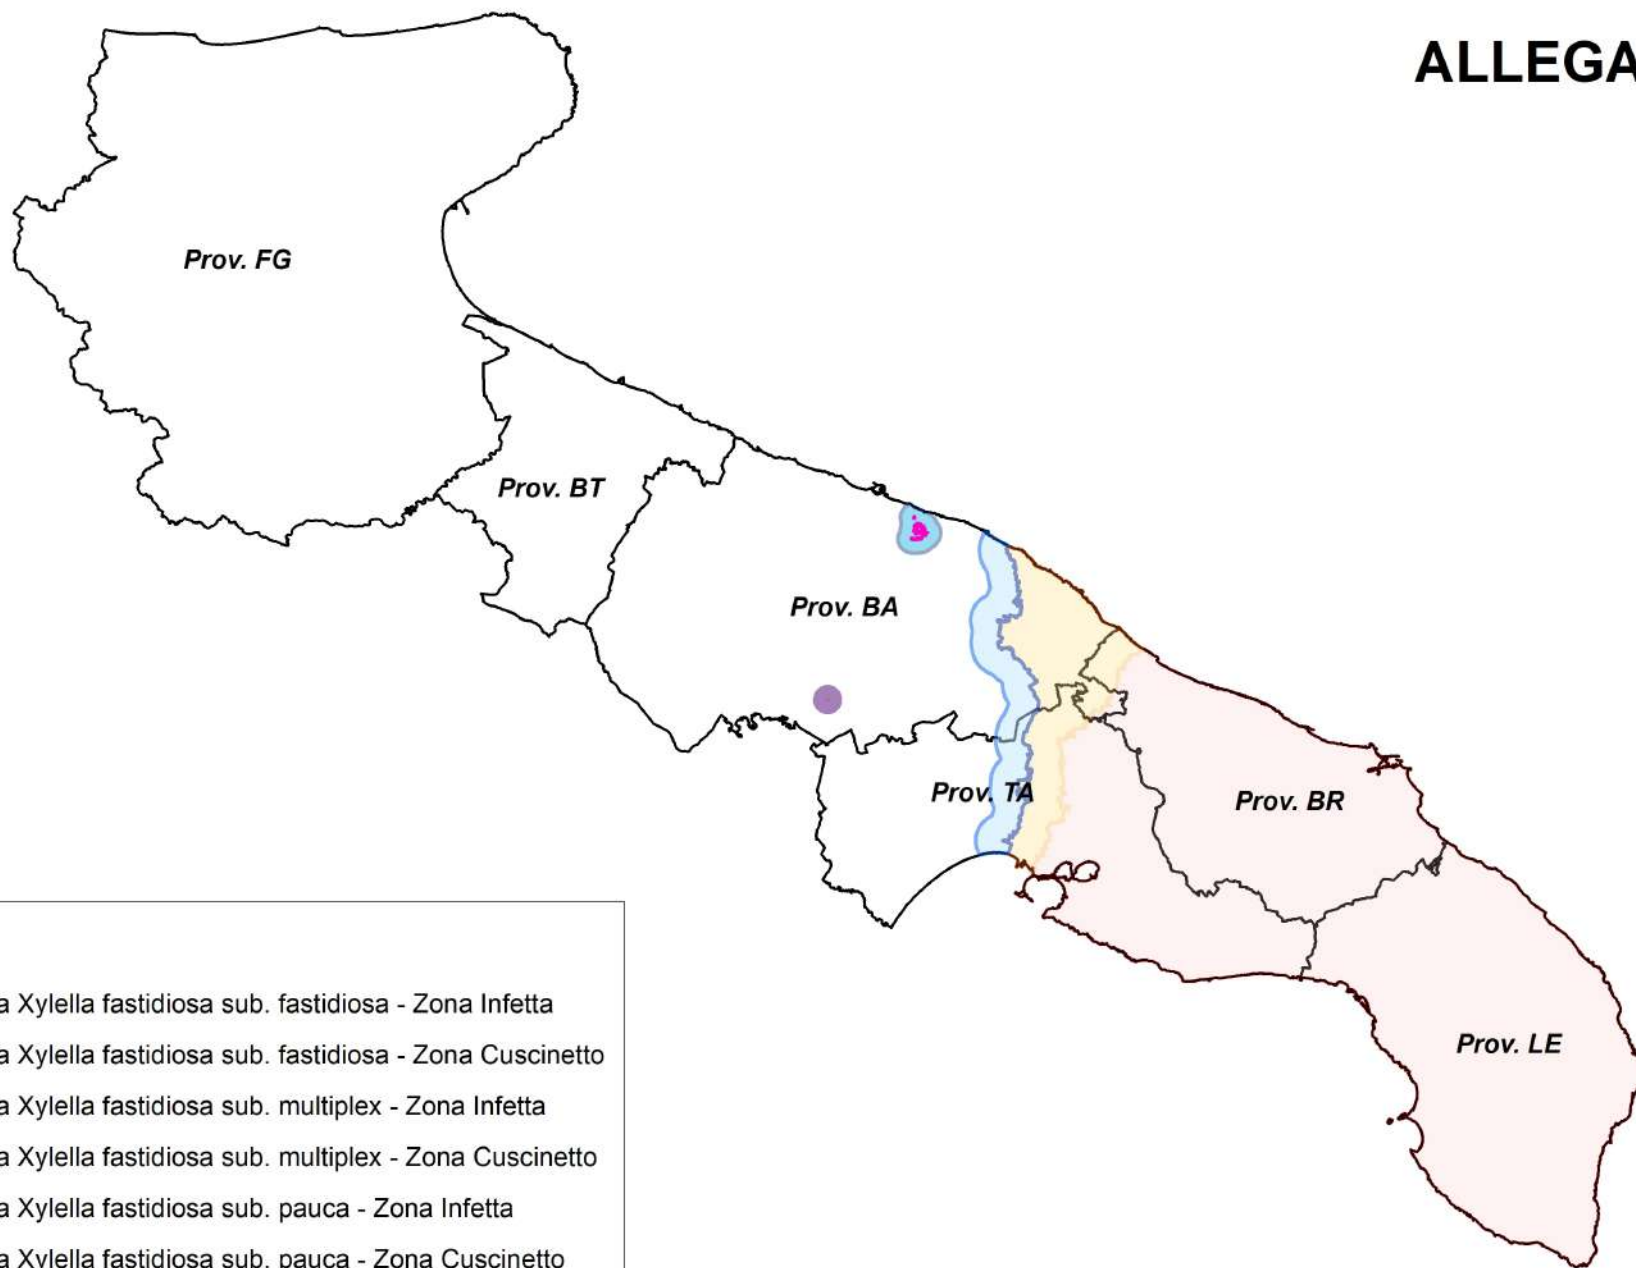 ALLEGA
Prov. FG
Prov. BT
Prov. BA
Prov. TA
Prov. BR
Prov. LE
a Xylella fastidiosa sub. fastidiosa - Zona Infetta
a Xylella fastidiosa sub. fastidiosa - Zona Cuscinetto
a Xylella fastidiosa sub. multiplex - Zona Infetta
a Xylella fastidiosa sub. multiplex - Zona Cuscinetto
a Xylella fastidiosa sub. pauca - Zona Infetta
a Xylella fastidiosa sub. pauca - Zona Cuscinetto